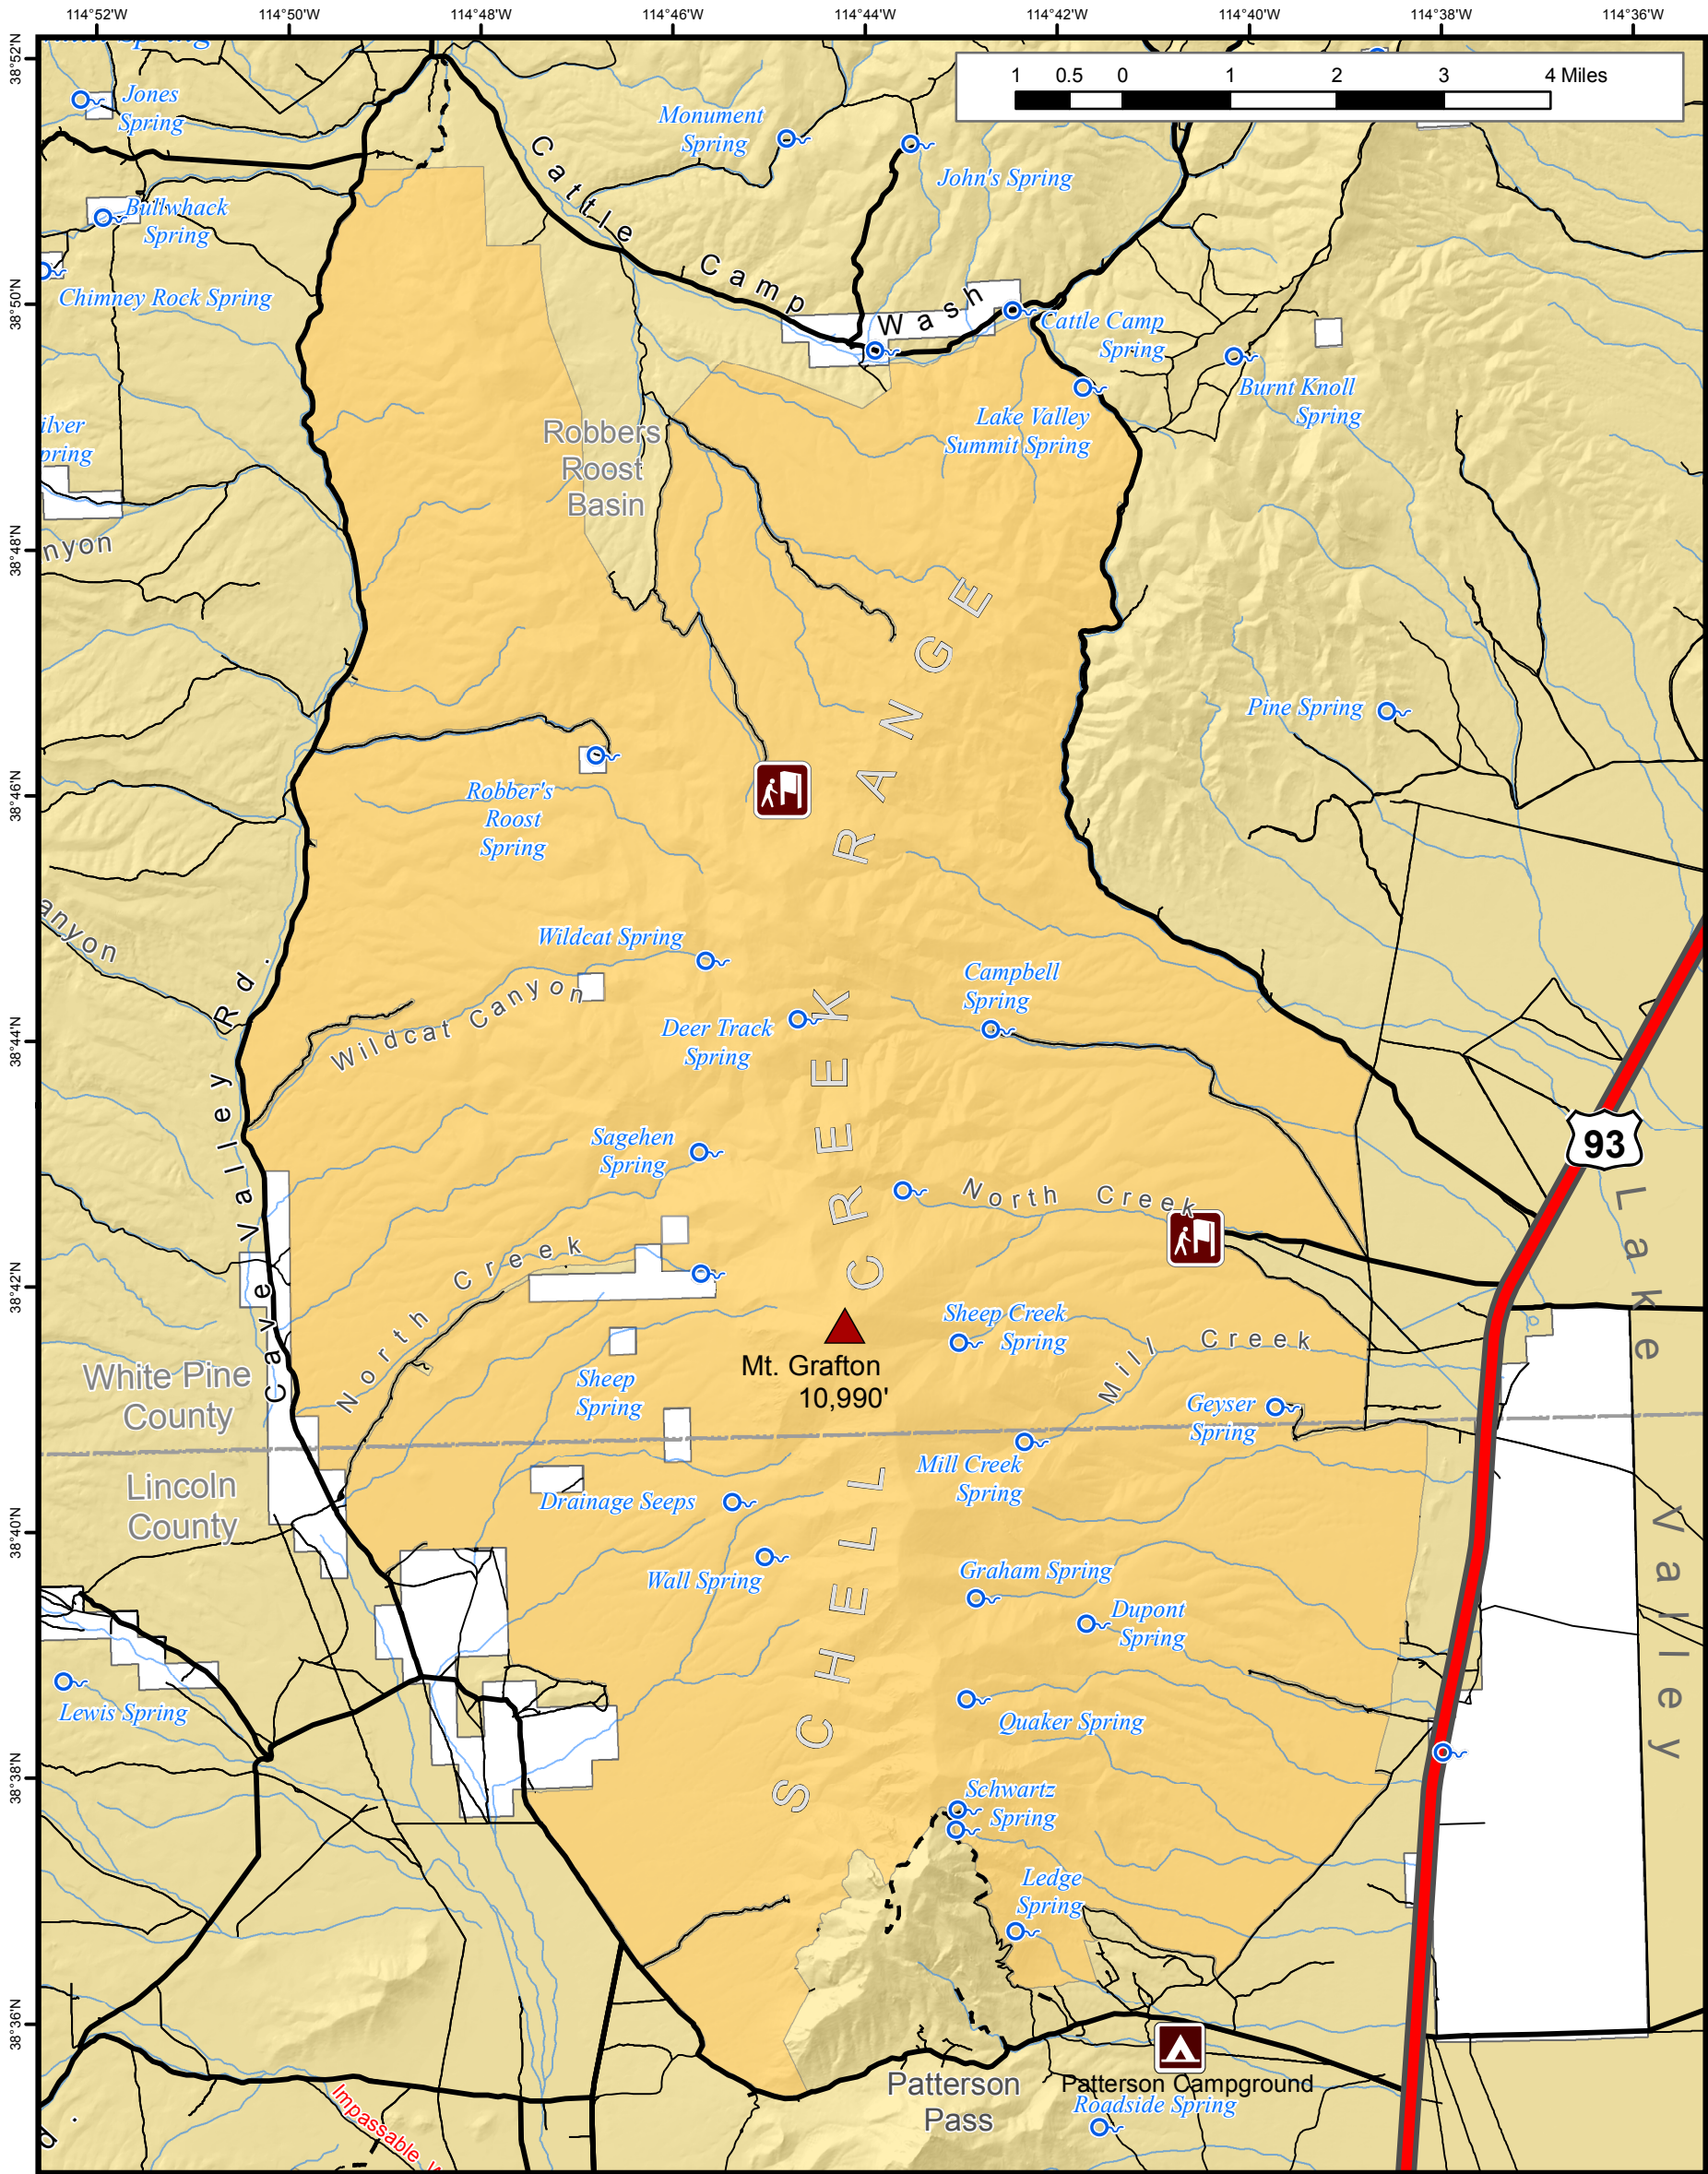 114°52'W 114°50'W 114°48'W 114°46'W 114°44'W 114°42'W 114°40'W 114°38'W 114°36'W
38°52'N
38°50'N
38°48'N
38°46'N
38°44'N
38°42'N
38°40'N
38°38'N
38°36'N
1 0.5 0 1 2 3 4 Miles
Jones
Spring
Monument
Spring
John's Spring
Cattle Camp Wash
Bullwhack
Spring
Chimney Rock Spring
Cattle Camp
Spring
Burnt Knoll
Spring
Lake Valley
Summit Spring
ilver
pring
Robbers
Roost
Basin
nyon
Pine Spring
Robber's
Roost
Spring
anyon
Wildcat Spring
Wildcat Canyon
Campbell
Spring
Deer Track
Spring
Cave Valley Rd.
93
Sagehen
Spring
North Creek
North Creek
Lake Valley
SCHELL CREEK RANGE
Sheep Creek
Spring
Mt. Grafton
10,990'
Mill Creek
White Pine
County
Sheep
Spring
Geyser
Spring
Mill Creek
Spring
Lincoln
County
Drainage Seeps
Wall Spring
Graham Spring
Dupont
Spring
Lewis Spring
Quaker Spring
Schwartz
Spring
Ledge
Spring
Patterson
Pass
Patterson Campground
Roadside Spring
Impassable
d.